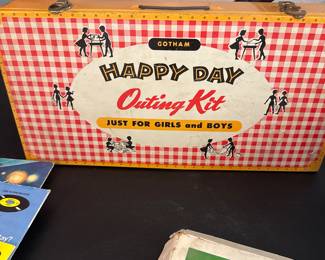 GOTHAM
HAPPY DAY
Outing Kit
JUST FOR GIRLS and BOYS